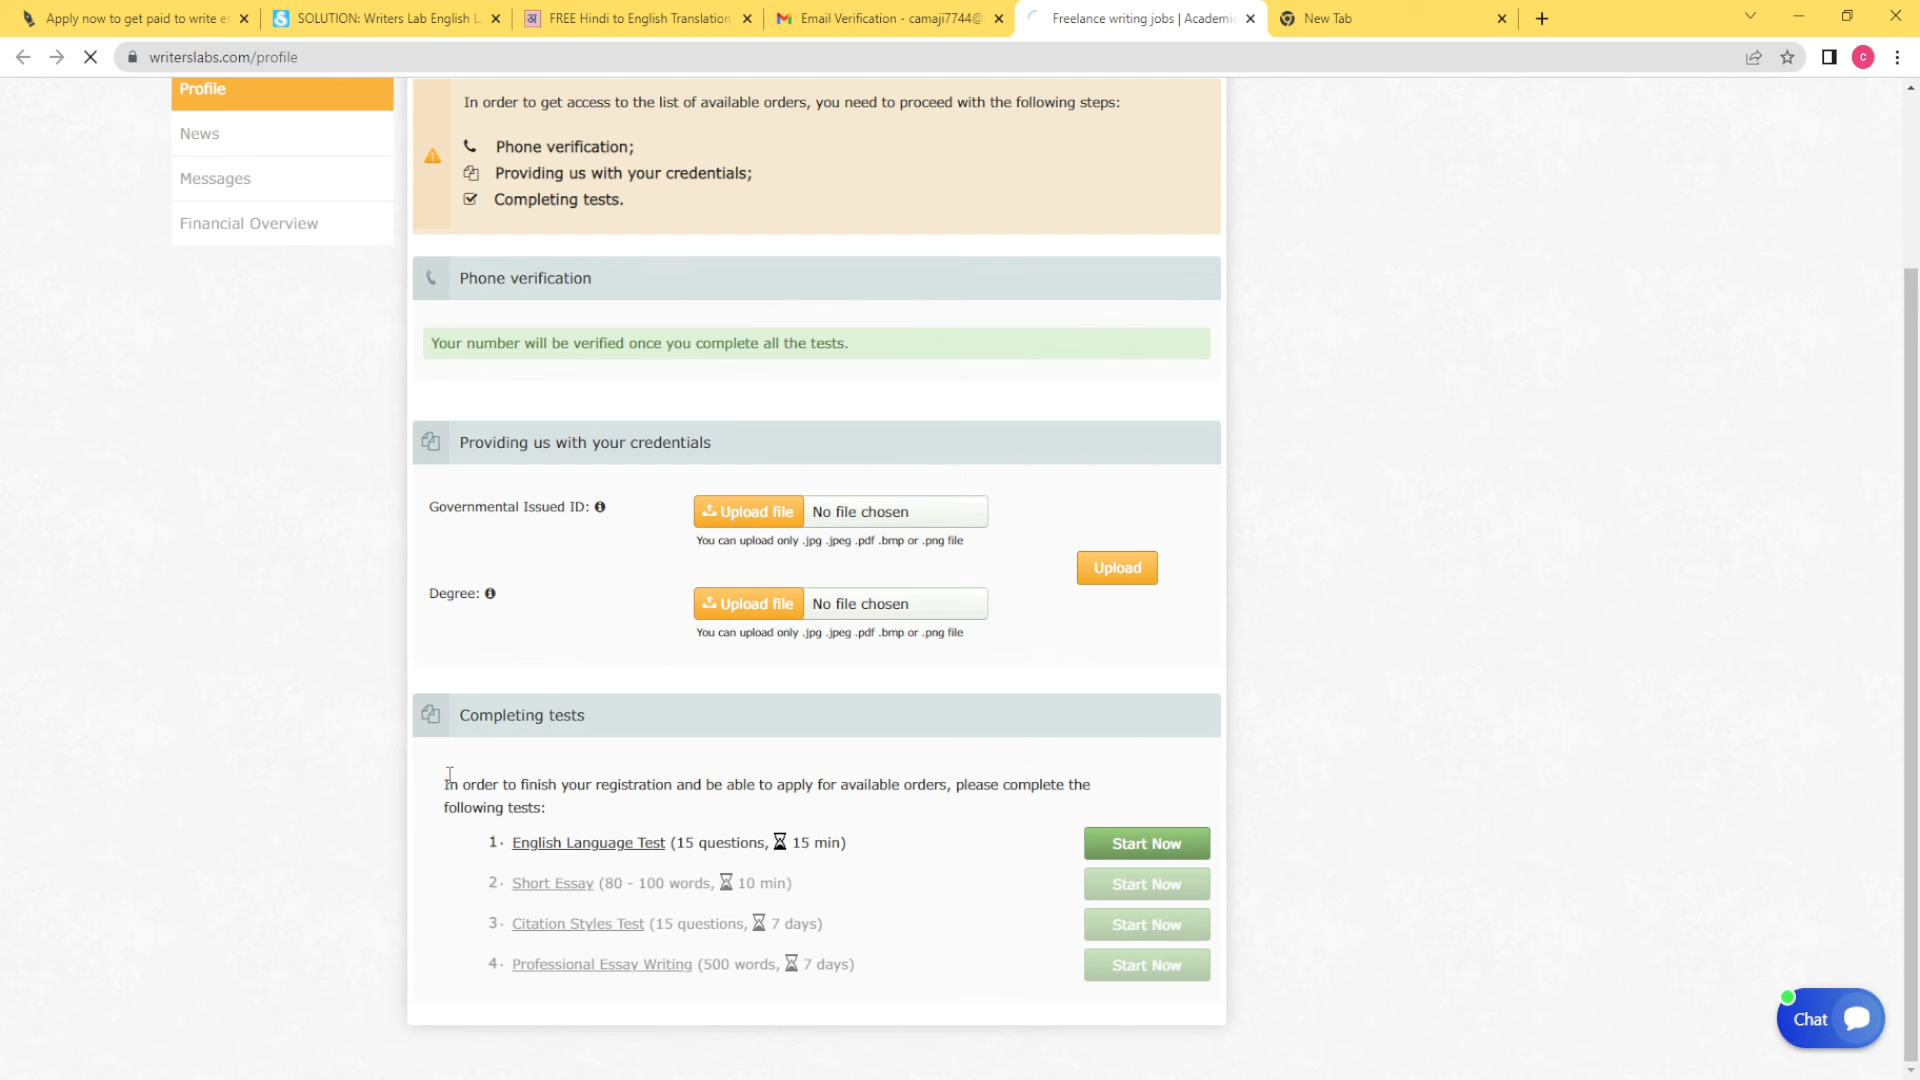 Apply now to get paid to write es
SOLUTION: Writers Lab English L
FREE Hindi to English Translation
Email Verification - camaji7744@
Freelance writing jobs | Academic
New Tab
writerslabs.com/profile
C
Profile
News
Messages
Financial Overview
In order to get access to the list of available orders, you need to proceed with the following steps:
Phone verification;
Providing us with your credentials;
Completing tests.
Phone verification
Your number will be verified once you complete all the tests.
Providing us with your credentials
Governmental Issued ID:
Upload file No file chosen
You can upload only .jpg .jpeg .pdf .bmp or .png file
Upload
Degree:
Upload file No file chosen
You can upload only .jpg .jpeg .pdf .bmp or .png file
Completing tests
In order to finish your registration and be able to apply for available orders, please complete the
following tests:
1. English Language Test (15 questions, 15 min) Start Now
2. Short Essay (80 - 100 words, 10 min) Start Now
3. Citation Styles Test (15 questions, 7 days) Start Now
4. Professional Essay Writing (500 words, 7 days) Start Now
Chat